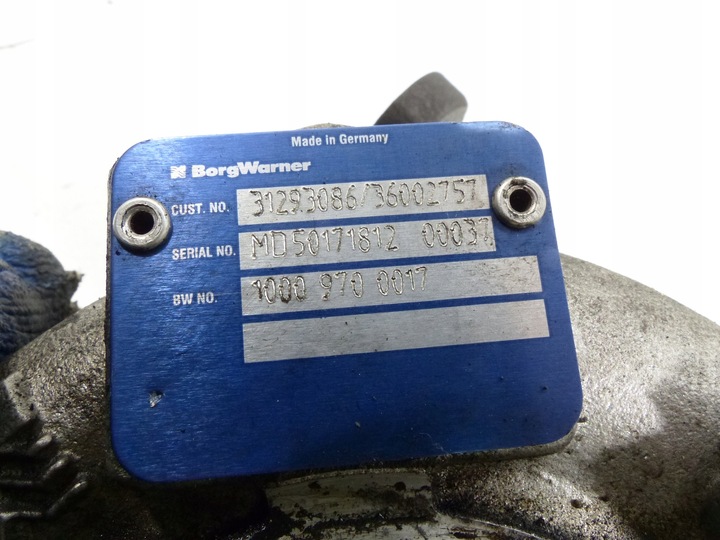 Made in Germany
BorgWarner
CUST. NO. 31293086/36002757
SERIAL NO. MD50171812 00037
BW NO. 1000 970 0017